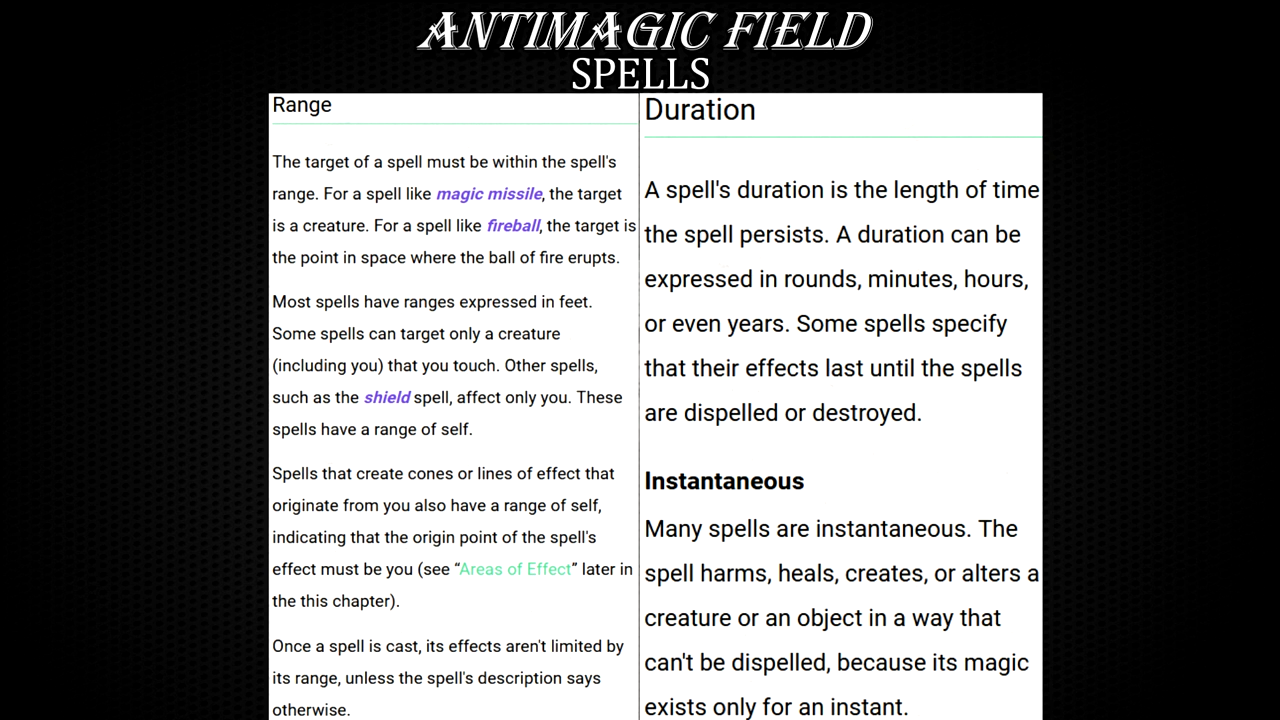 ANTIMAGIC FIELD
SPELLS
Range
The target of a spell must be within the spell's
range. For a spell like magic missile, the target
is a creature. For a spell like fireball, the target is
the point in space where the ball of fire erupts.
Most spells have ranges expressed in feet.
Some spells can target only a creature
(including you) that you touch. Other spells,
such as the shield spell, affect only you. These
spells have a range of self.
Spells that create cones or lines of effect that
originate from you also have a range of self,
indicating that the origin point of the spell's
effect must be you (see “Areas of Effect” later in
the this chapter).
Once a spell is cast, its effects aren't limited by
its range, unless the spell's description says
otherwise.
Duration
A spell's duration is the length of time
the spell persists. A duration can be
expressed in rounds, minutes, hours,
or even years. Some spells specify
that their effects last until the spells
are dispelled or destroyed.
Instantaneous
Many spells are instantaneous. The
spell harms, heals, creates, or alters a
creature or an object in a way that
can't be dispelled, because its magic
exists only for an instant.